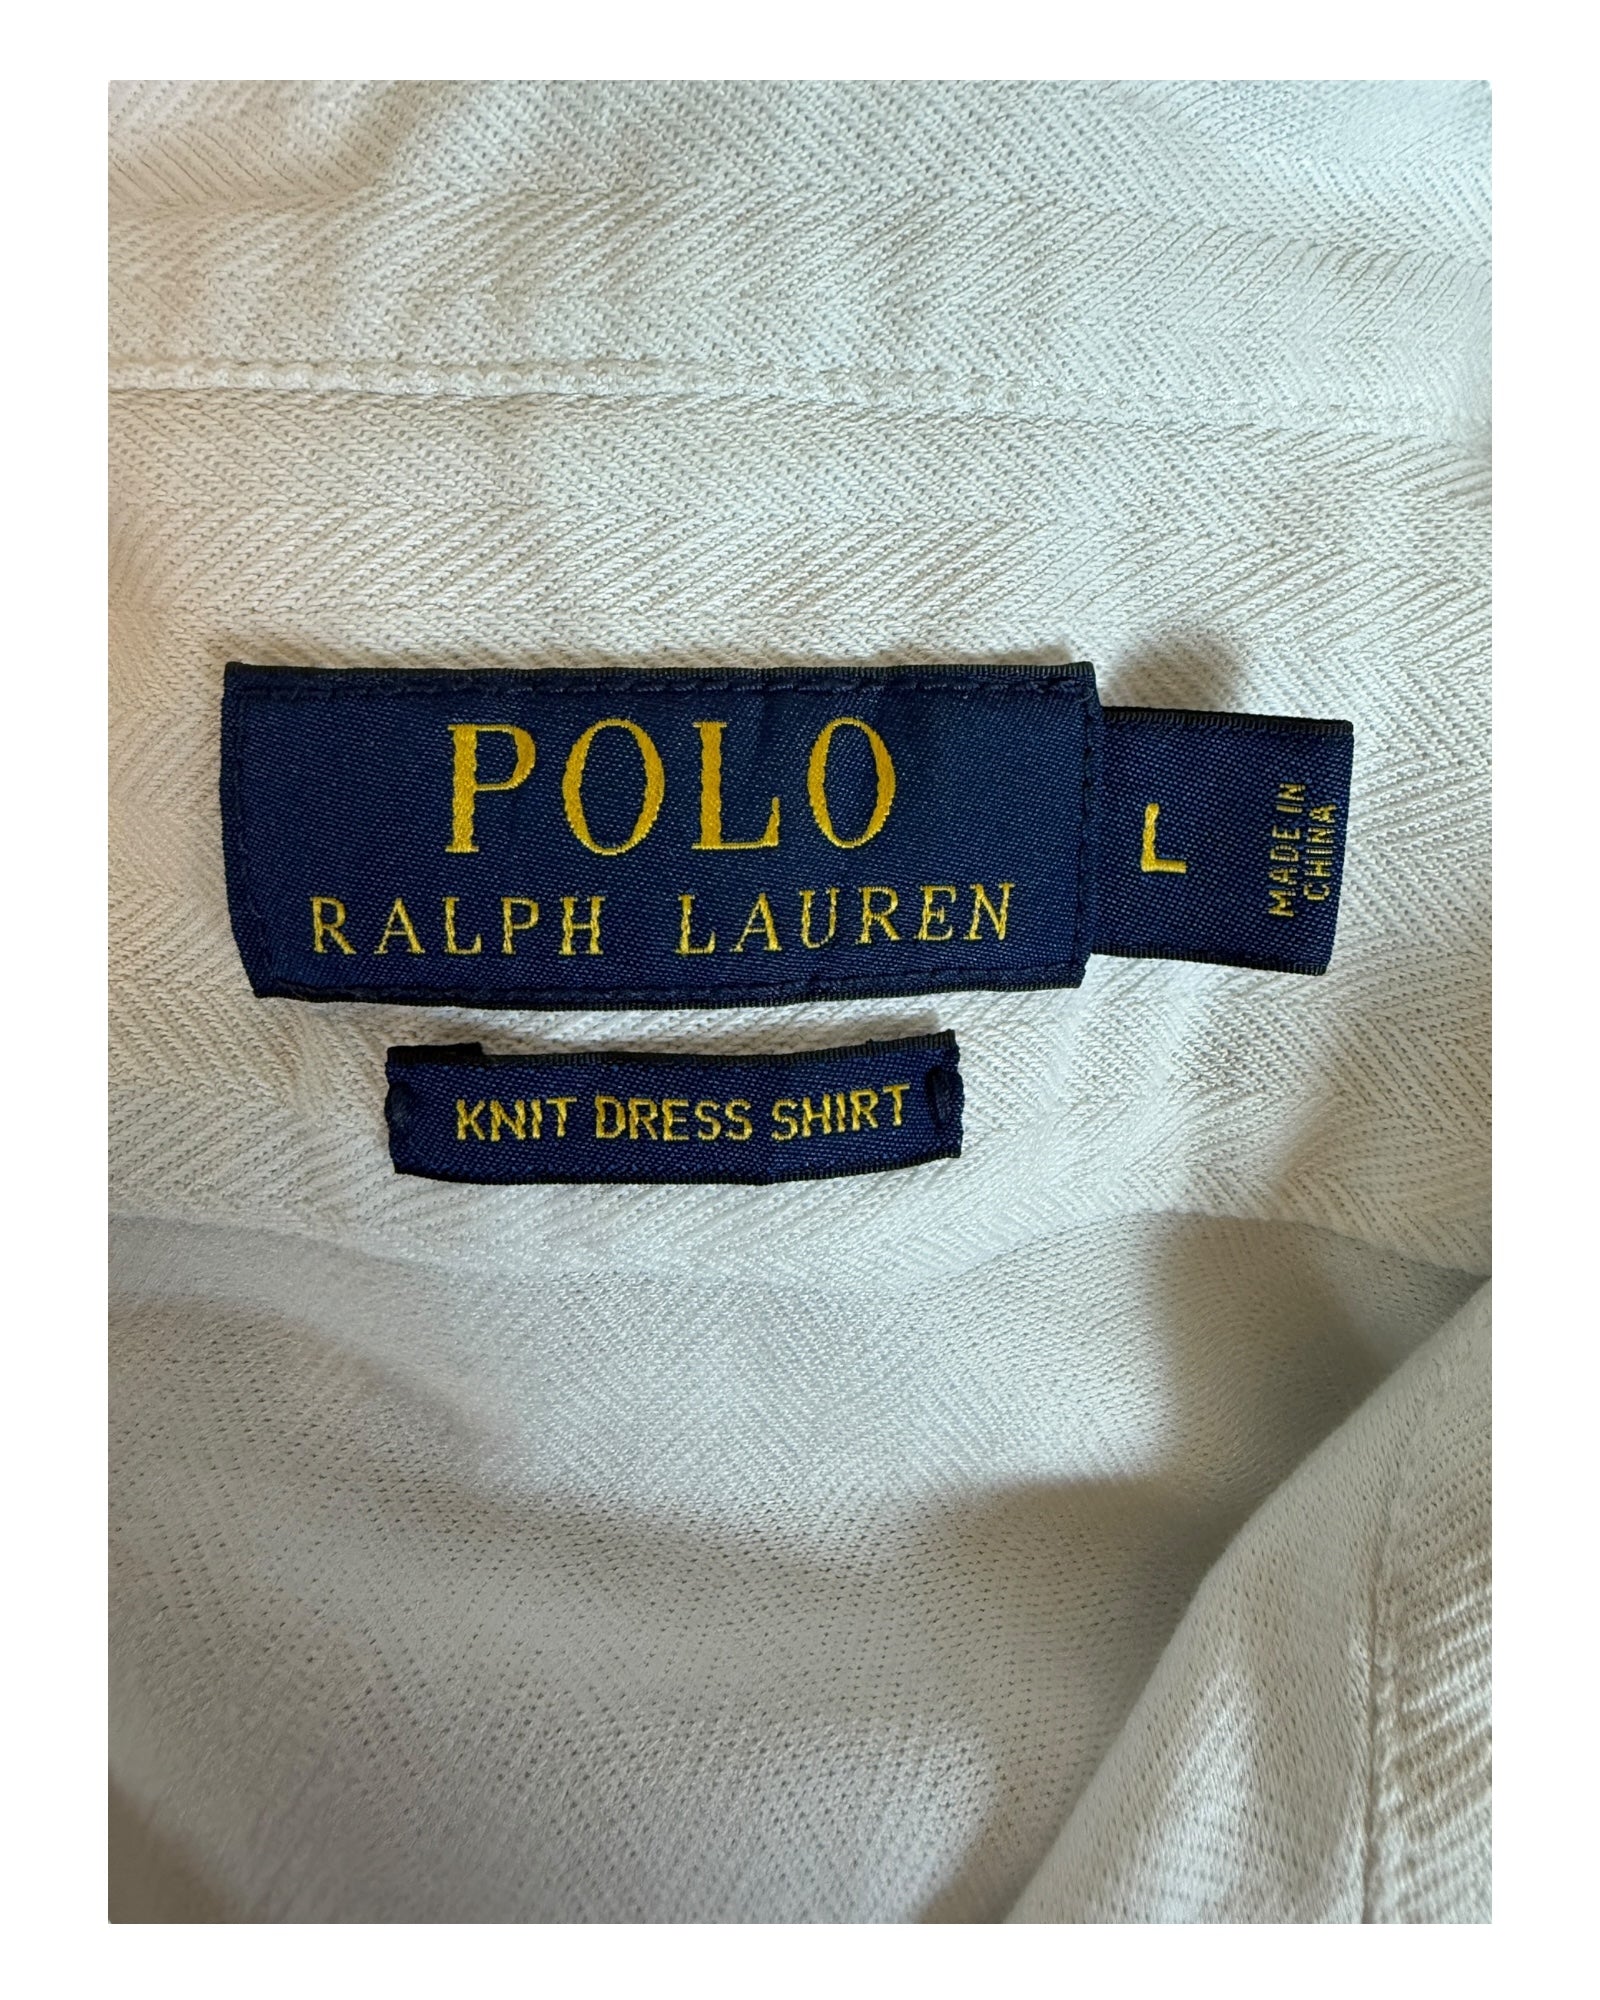 POLO
RALPH LAUREN
L
MADE IN
CHINA
KNIT DRESS SHIRT